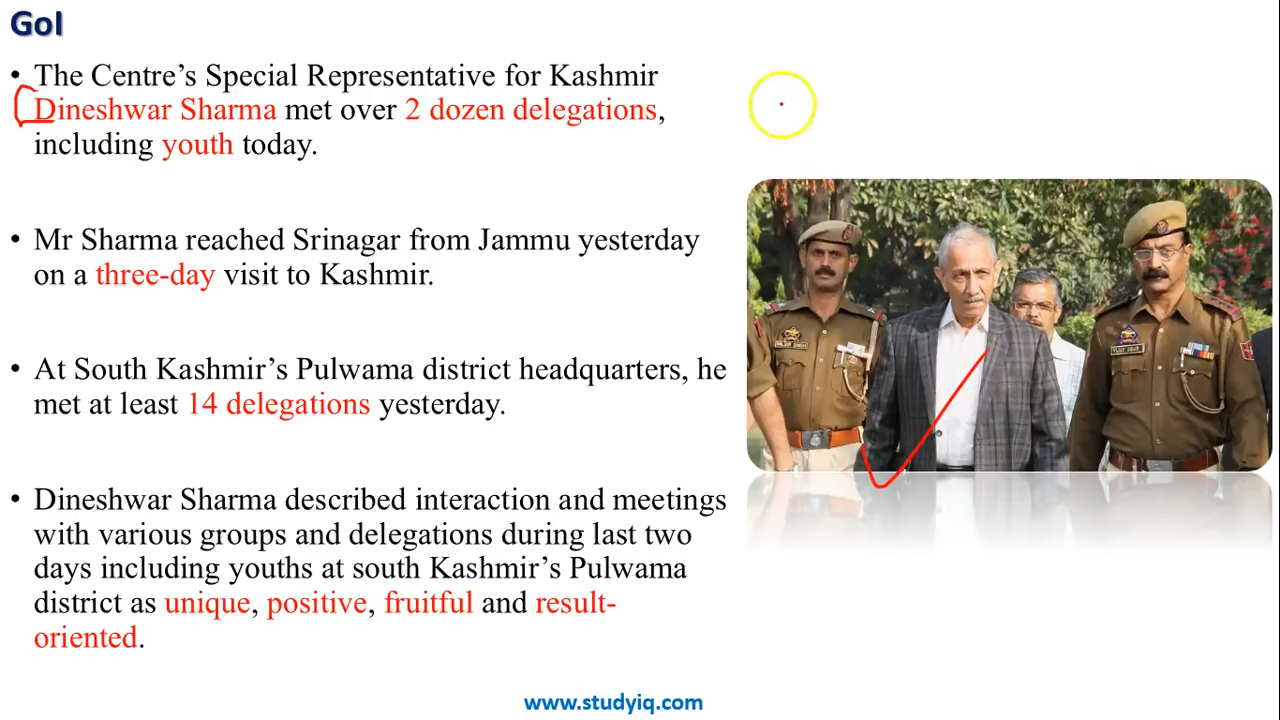 GoI
• The Centre’s Special Representative for Kashmir
Dineshwar Sharma met over 2 dozen delegations,
including youth today.
• Mr Sharma reached Srinagar from Jammu yesterday
on a three-day visit to Kashmir.
• At South Kashmir’s Pulwama district headquarters, he
met at least 14 delegations yesterday.
• Dineshwar Sharma described interaction and meetings
with various groups and delegations during last two
days including youths at south Kashmir’s Pulwama
district as unique, positive, fruitful and result-
oriented.
www.studyiq.com